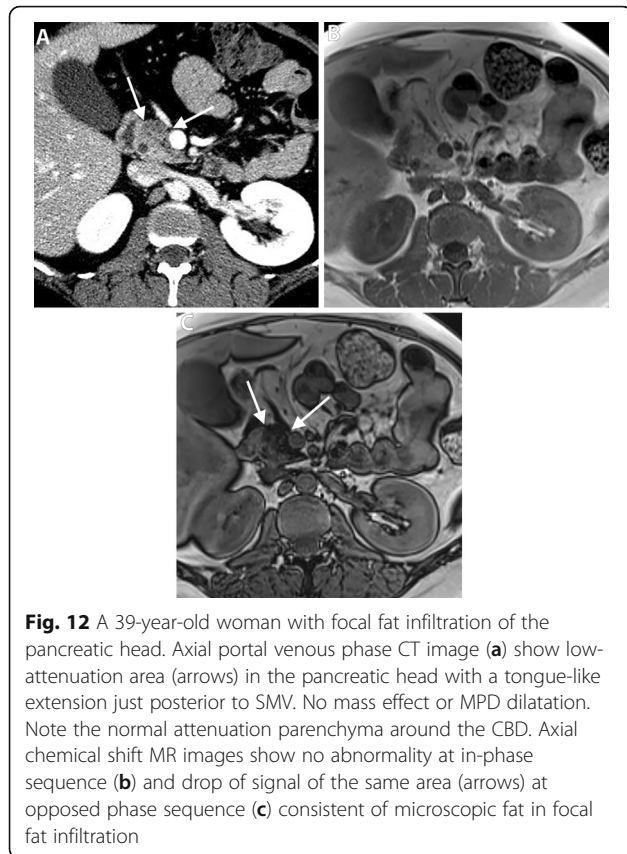 A
B
C
Fig. 12 A 39-year-old woman with focal fat infiltration of the
pancreatic head. Axial portal venous phase CT image (a) show low-
attenuation area (arrows) in the pancreatic head with a tongue-like
extension just posterior to SMV. No mass effect or MPD dilatation.
Note the normal attenuation parenchyma around the CBD. Axial
chemical shift MR images show no abnormality at in-phase
sequence (b) and drop of signal of the same area (arrows) at
opposed phase sequence (c) consistent of microscopic fat in focal
fat infiltration